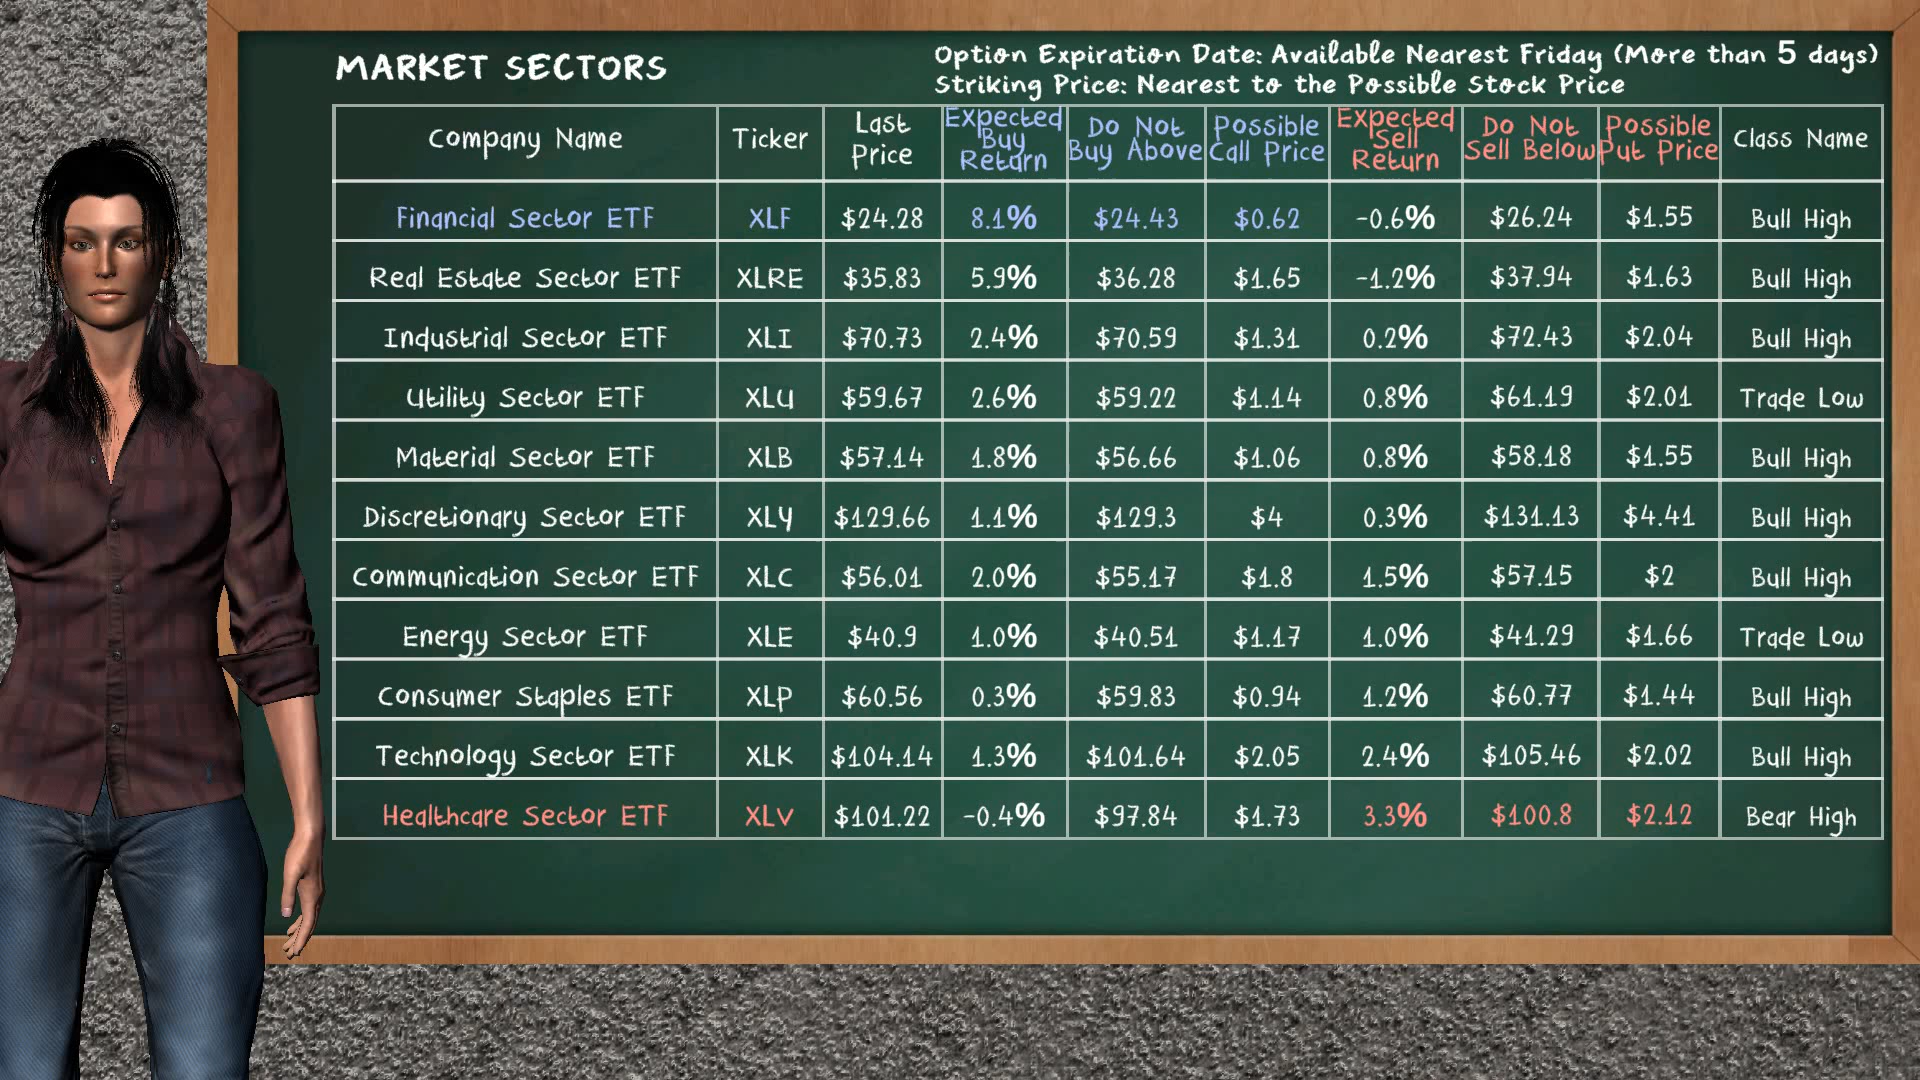 MARKET SECTORS
Option Expiration Date: Available Nearest Friday (More than 5 days)
Striking Price: Nearest to the Possible Stock Price
Company Name Ticker Last Price Expected Buy Return Do Not Buy Above Possible Call Price Expected Sell Return Do Not Sell Below Possible Put Price Class Name
Financial Sector ETF XLF $24.28 8.1% $24.43 $0.62 -0.6% $26.24 $1.55 Bull High
Real Estate Sector ETF XLRE $35.83 5.9% $36.28 $1.65 -1.2% $37.94 $1.63 Bull High
Industrial Sector ETF XLI $70.73 2.4% $70.59 $1.31 0.2% $72.43 $2.04 Bull High
Utility Sector ETF XLU $59.67 2.6% $59.22 $1.14 0.8% $61.19 $2.01 Trade Low
Material Sector ETF XLB $57.14 1.8% $56.66 $1.06 0.8% $58.18 $1.55 Bull High
Discretionary Sector ETF XLY $129.66 1.1% $129.3 $4 0.3% $131.13 $4.41 Bull High
Communication Sector ETF XLC $56.01 2.0% $55.17 $1.8 1.5% $57.15 $2 Bull High
Energy Sector ETF XLE $40.9 1.0% $40.51 $1.17 1.0% $41.29 $1.66 Trade Low
Consumer Staples ETF XLP $60.56 0.3% $59.83 $0.94 1.2% $60.77 $1.44 Bull High
Technology Sector ETF XLK $104.14 1.3% $101.64 $2.05 2.4% $105.46 $2.02 Bull High
Healthcare Sector ETF XLV $101.22 -0.4% $97.84 $1.73 3.3% $100.8 $2.12 Bear High